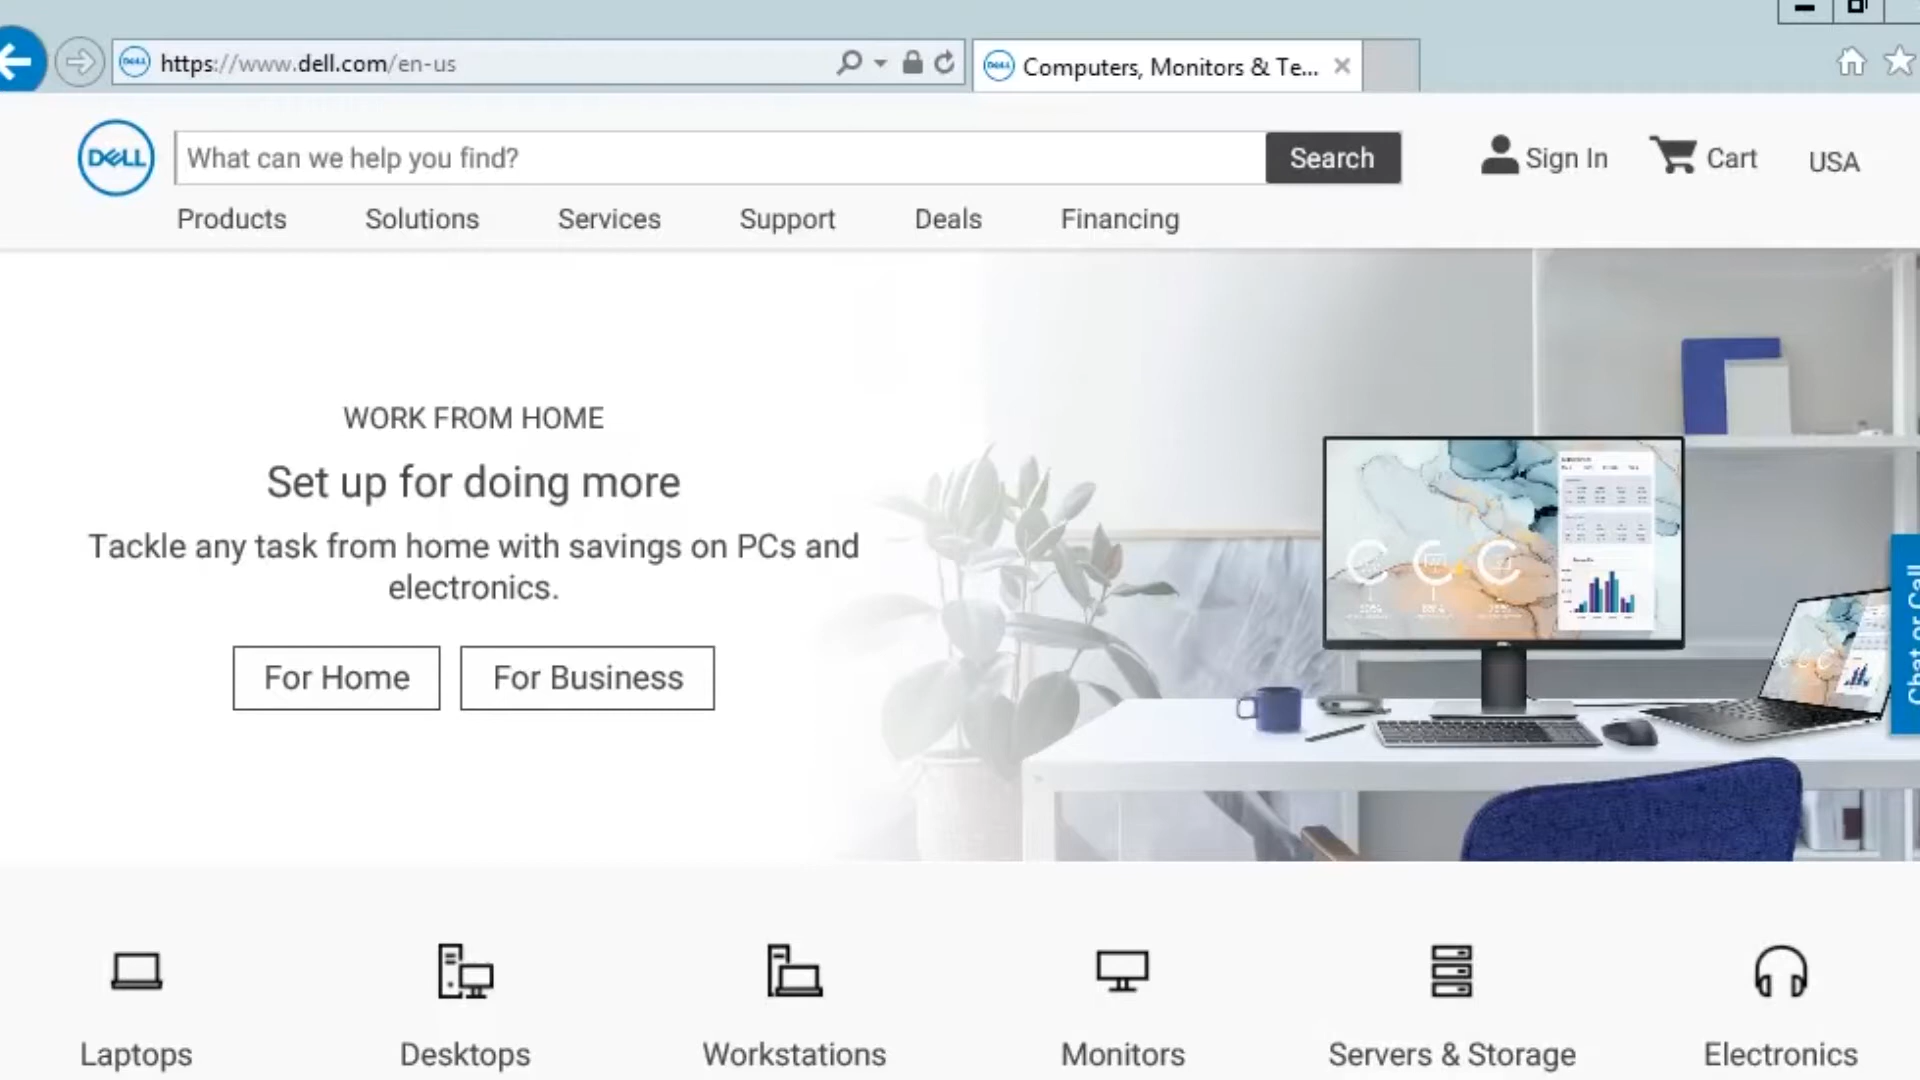 https://www.dell.com/en-us
Computers, Monitors & Te...
DELL
What can we help you find?
Search
Sign In
Cart
USA
Products
Solutions
Services
Support
Deals
Financing
WORK FROM HOME
Set up for doing more
Tackle any task from home with savings on PCs and
electronics.
For Home
For Business
Chat or Call
Laptops
Desktops
Workstations
Monitors
Servers & Storage
Electronics